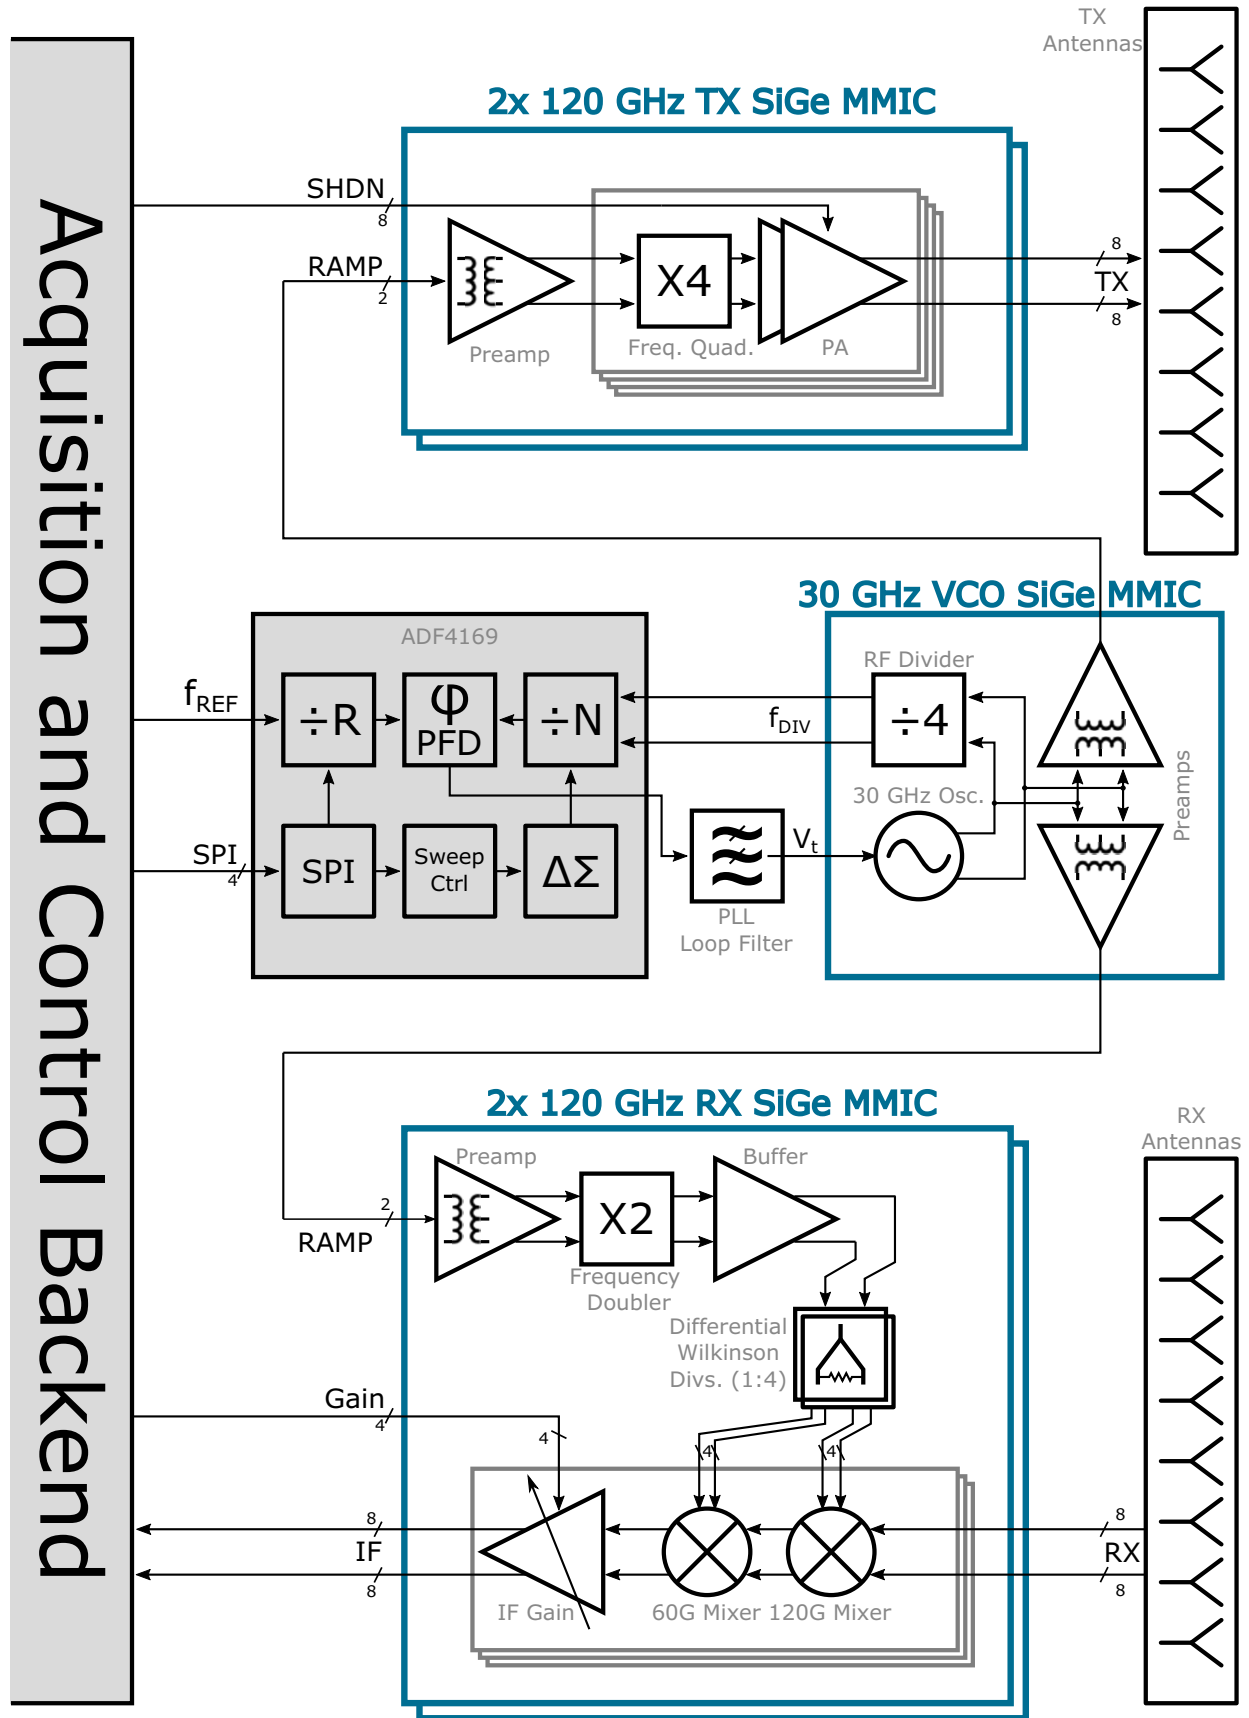 TX
Antennas
2x 120 GHz TX SiGe MMIC
SHDN
8
RAMP
2
Preamp
X4
Freq. Quad.
PA
8
TX
8
Acquisition and Control Backend
30 GHz VCO SiGe MMIC
ADF4169
RF Divider
fREF
÷R
φ
PFD
÷N
fDIV
÷4
30 GHz Osc.
Preamps
SPI
4
SPI
Sweep
Ctrl
ΔΣ
Vt
PLL
Loop Filter
2x 120 GHz RX SiGe MMIC
RX
Antennas
Preamp
Buffer
2
RAMP
X2
Frequency
Doubler
Differential
Wilkinson
Divs. (1:4)
Gain
4
4
4
4
8
IF
8
8
RX
8
IF Gain
60G Mixer
120G Mixer